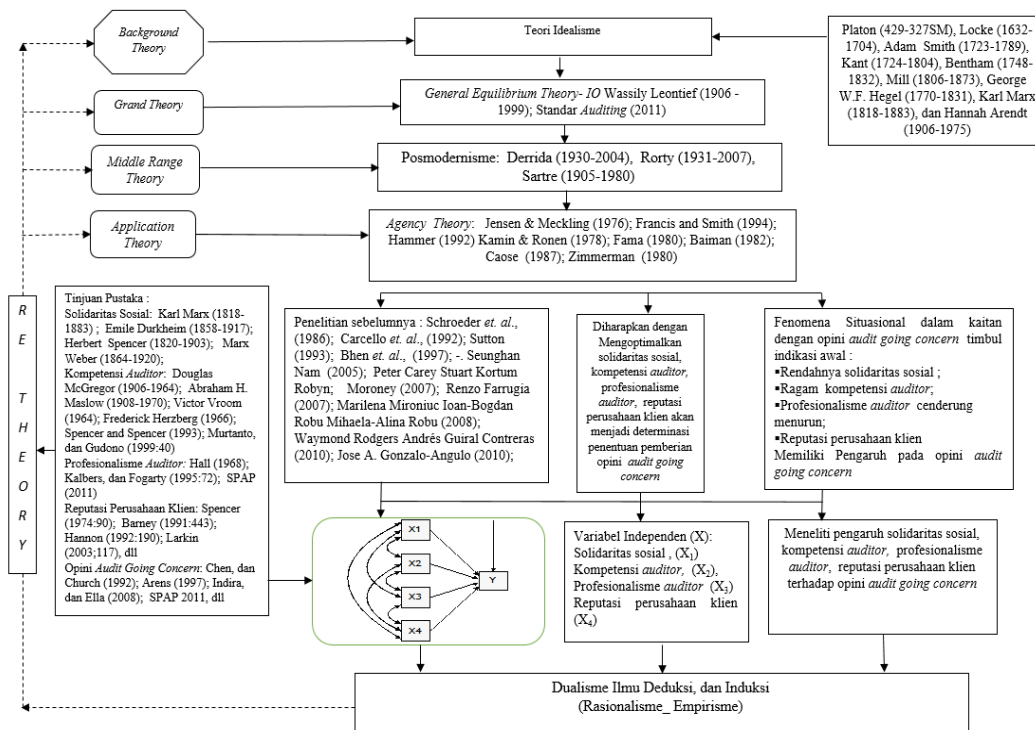 Background
Theory
Teori Idealisme
Platon (429-327SM), Locke (1632-
1704), Adam Smith (1723-1789),
Kant (1724-1804), Bentham (1748-
1832), Mill (1806-1873), George
W.F. Hegel (1770-1831), Karl Marx
(1818-1883), dan Hannah Arendt
(1906-1975)
Grand Theory
General Equilibrium Theory- IO Wassily Leontief (1906 -
1999); Standar Auditing (2011)
Middle Range
Theory
Posmodernisme: Derrida (1930-2004), Rorty (1931-2007),
Sartre (1905-1980)
Application
Theory
Agency Theory: Jensen & Meckling (1976); Francis and Smith (1994);
Hammer (1992) Kamin & Ronen (1978); Fama (1980); Baiman (1982);
Caose (1987); Zimmerman (1980)
R
E
T
H
E
O
R
Y
Tinjuan Pustaka :
Solidaritas Sosial: Karl Marx (1818-
1883) ; Emile Durkheim (1858-1917);
Herbert Spencer (1820-1903); Marx
Weber (1864-1920);
Kompetensi Auditor: Douglas
McGregor (1906-1964); Abraham H.
Maslow (1908-1970); Victor Vroom
(1964); Frederick Herzberg (1966);
Spencer and Spencer (1993); Murtanto,
dan Gudono (1999:40)
Profesionalisme Auditor: Hall (1968);
Kalbers, dan Fogarty (1995:72); SPAP
(2011)
Reputasi Perusahaan Klien: Spencer
(1974:90); Barney (1991:443);
Hannon (1992:190); Larkin
(2003;117), dll
Opini Audit Going Concern: Chen, dan
Church (1992); Arens (1997); Indira,
dan Ella (2008); SPAP 2011, dll
Penelitian sebelumnya : Schroeder et. al.,
(1986); Carcello et. al., (1992); Sutton
(1993); Bhen et. al., (1997); -. Seunghan
Nam (2005); Peter Carey Stuart Kortum
Robyn; Moroney (2007); Renzo Farrugia
(2007); Marilena Mironiuc Ioan-Bogdan
Robu Mihaela-Alina Robu (2008);
Waymond Rodgers Andrés Guiral Contreras
(2010); Jose A. Gonzalo-Angulo (2010);
Diharapkan dengan
Mengoptimalkan
solidaritas sosial,
kompetensi auditor,
profesionalisme
auditor, reputasi
perusahaan klien akan
menjadi determinasi
penentuan pemberian
opini audit going
concern
Fenomena Situasional dalam kaitan
dengan opini audit going concern timbul
indikasi awal :
▪Rendahnya solidaritas sosial ;
▪Ragam kompetensi auditor;
▪Profesionalisme auditor cenderung
menurun;
▪Reputasi perusahaan klien
Memiliki Pengaruh pada opini audit
going concern
X1
X2
X3
X4
Y
Variabel Independen (X):
Solidaritas sosial , (X1)
Kompetensi auditor, (X2),
Profesionalisme auditor (X3)
Reputasi perusahaan klien
(X4)
Meneliti pengaruh solidaritas sosial,
kompetensi auditor, profesionalisme
auditor, reputasi perusahaan klien
terhadap opini audit going concern
Dualisme Ilmu Deduksi, dan Induksi
(Rasionalisme_ Empirisme)